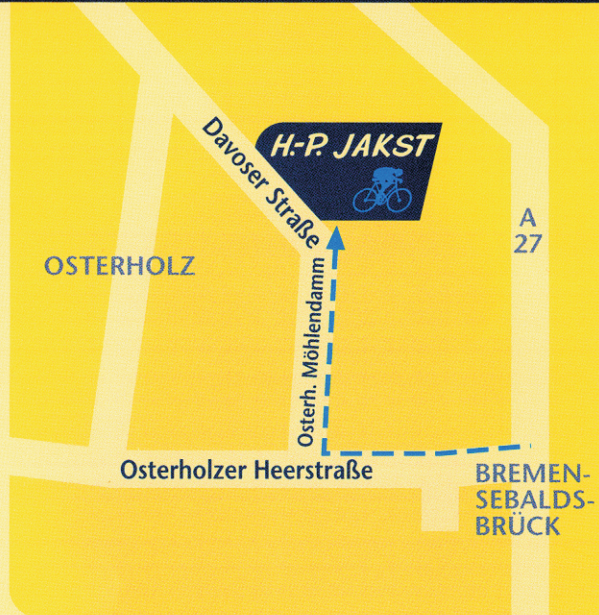 H.-P. JAKST
Davoser Straße
A
27
OSTERHOLZ
Osterh. Möhlendamm
Osterholzer Heerstraße
BREMEN-
SEBALDS-
BRÜCK